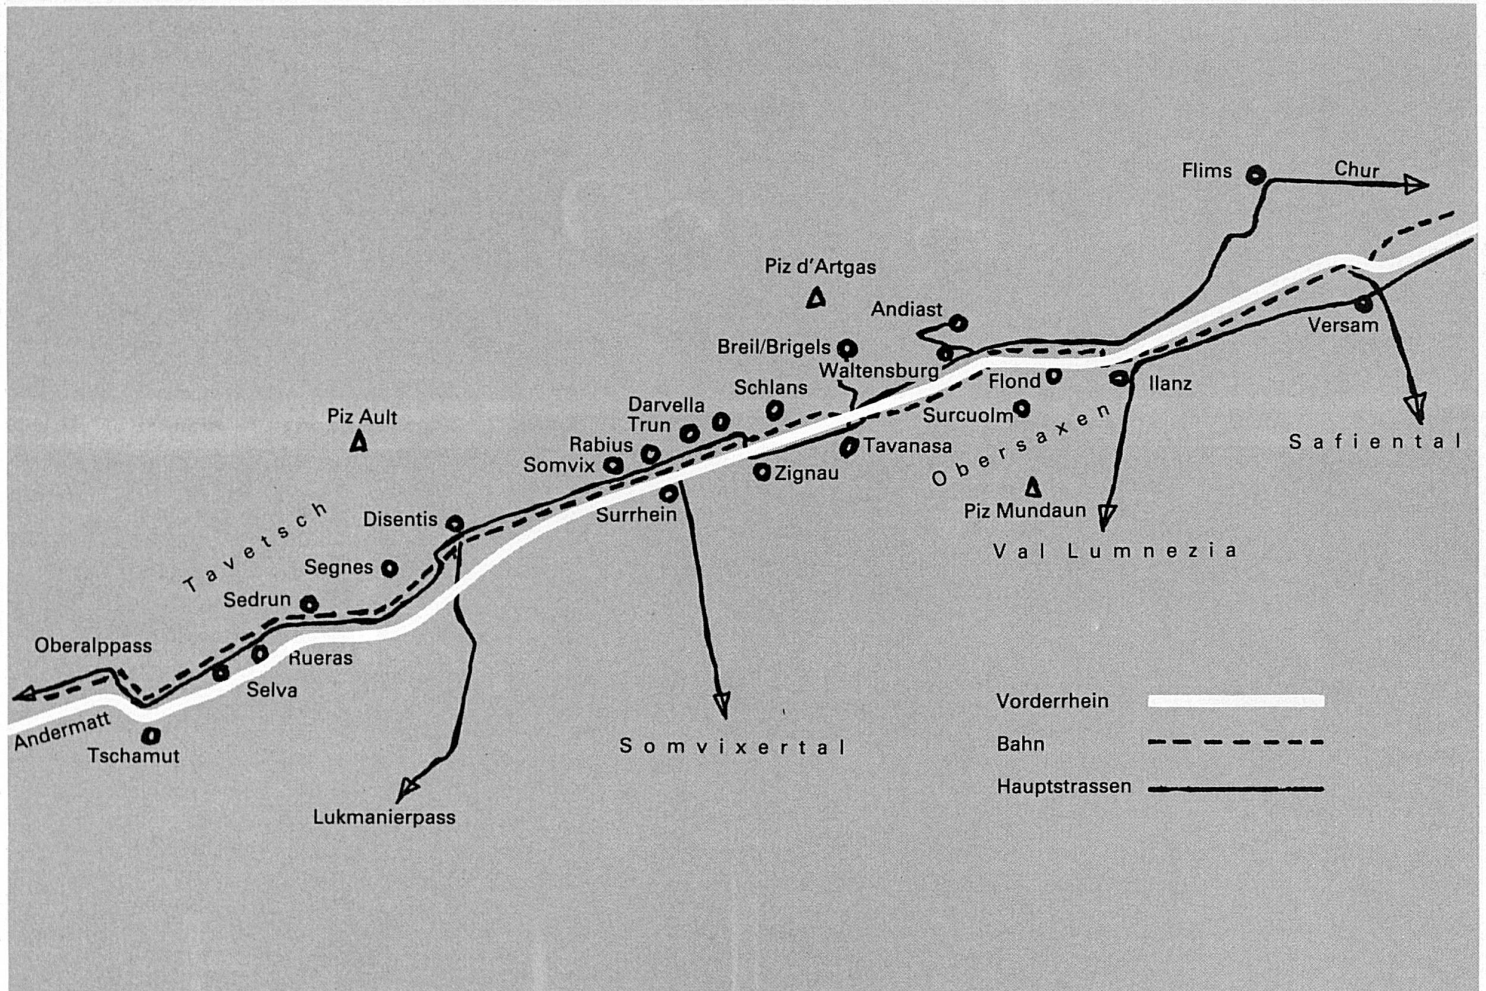 Flims
Chur
Piz d'Artgas
Andiast
Versam
Breil/Brigels
Waltensburg
Flond
Ilanz
Schlans
Darvella
Trun
Surcuolm
Piz Ault
Rabius
Somvix
Tavanasa
Obersaxen
Safiental
Zignau
Surrhein
Piz Mundaun
Disentis
Tavetsch
Val Lumnezia
Segnes
Sedrun
Oberalppass
Rueras
Selva
Andermatt
Tschamut
Somvixertal
Lukmanierpass
Vorderrhein
Bahn
Hauptstrassen